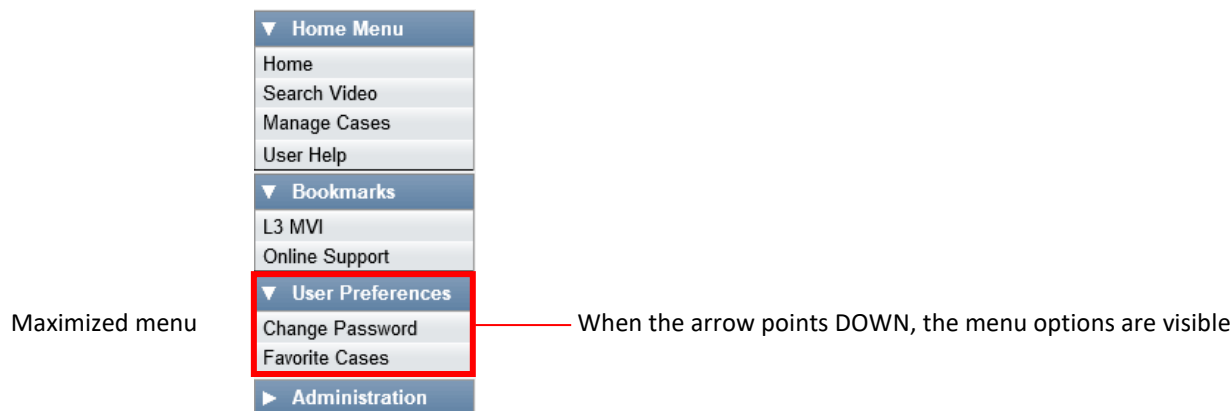 ▼ Home Menu
Home
Search Video
Manage Cases
User Help
▼ Bookmarks
L3 MVI
Online Support
▼ User Preferences
Maximized menu
Change Password
When the arrow points DOWN, the menu options are visible
Favorite Cases
► Administration